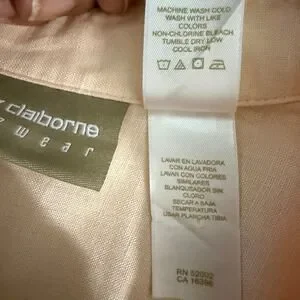 MACHINE WASH COLD
WASH WITH LIKE
COLORS
NON-CHLORINE BLEACH
TUMBLE DRY LOW
COOL IRON
claiborne
wear
LAVAR EN LAVADORA
CON AGUA FRIA
LAVAR CON COLORES
SIMILARES
BLANQUEADOR SIN
CLORO
SECAR A BAJA
TEMPERATURA
USAR PLANCHA TIBIA
RN 52002
CA 16396